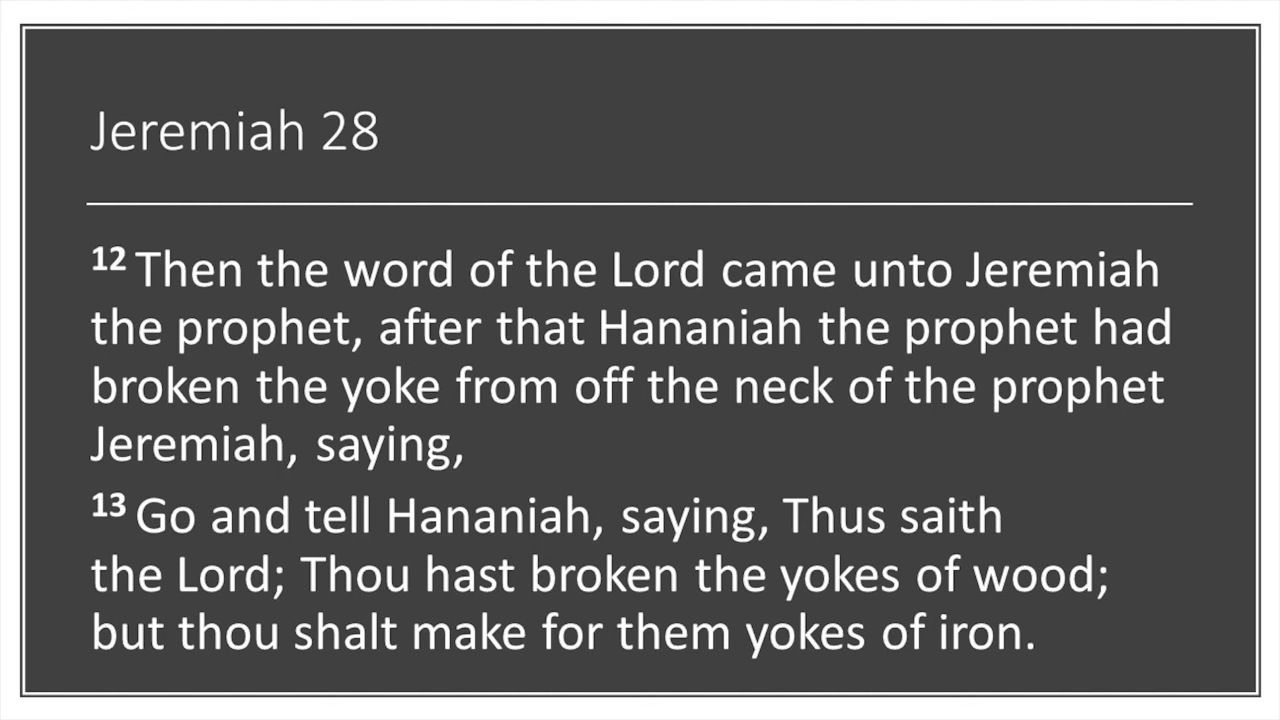 Jeremiah 28
12 Then the word of the Lord came unto Jeremiah
the prophet, after that Hananiah the prophet had
broken the yoke from off the neck of the prophet
Jeremiah, saying,
13 Go and tell Hananiah, saying, Thus saith
the Lord; Thou hast broken the yokes of wood;
but thou shalt make for them yokes of iron.